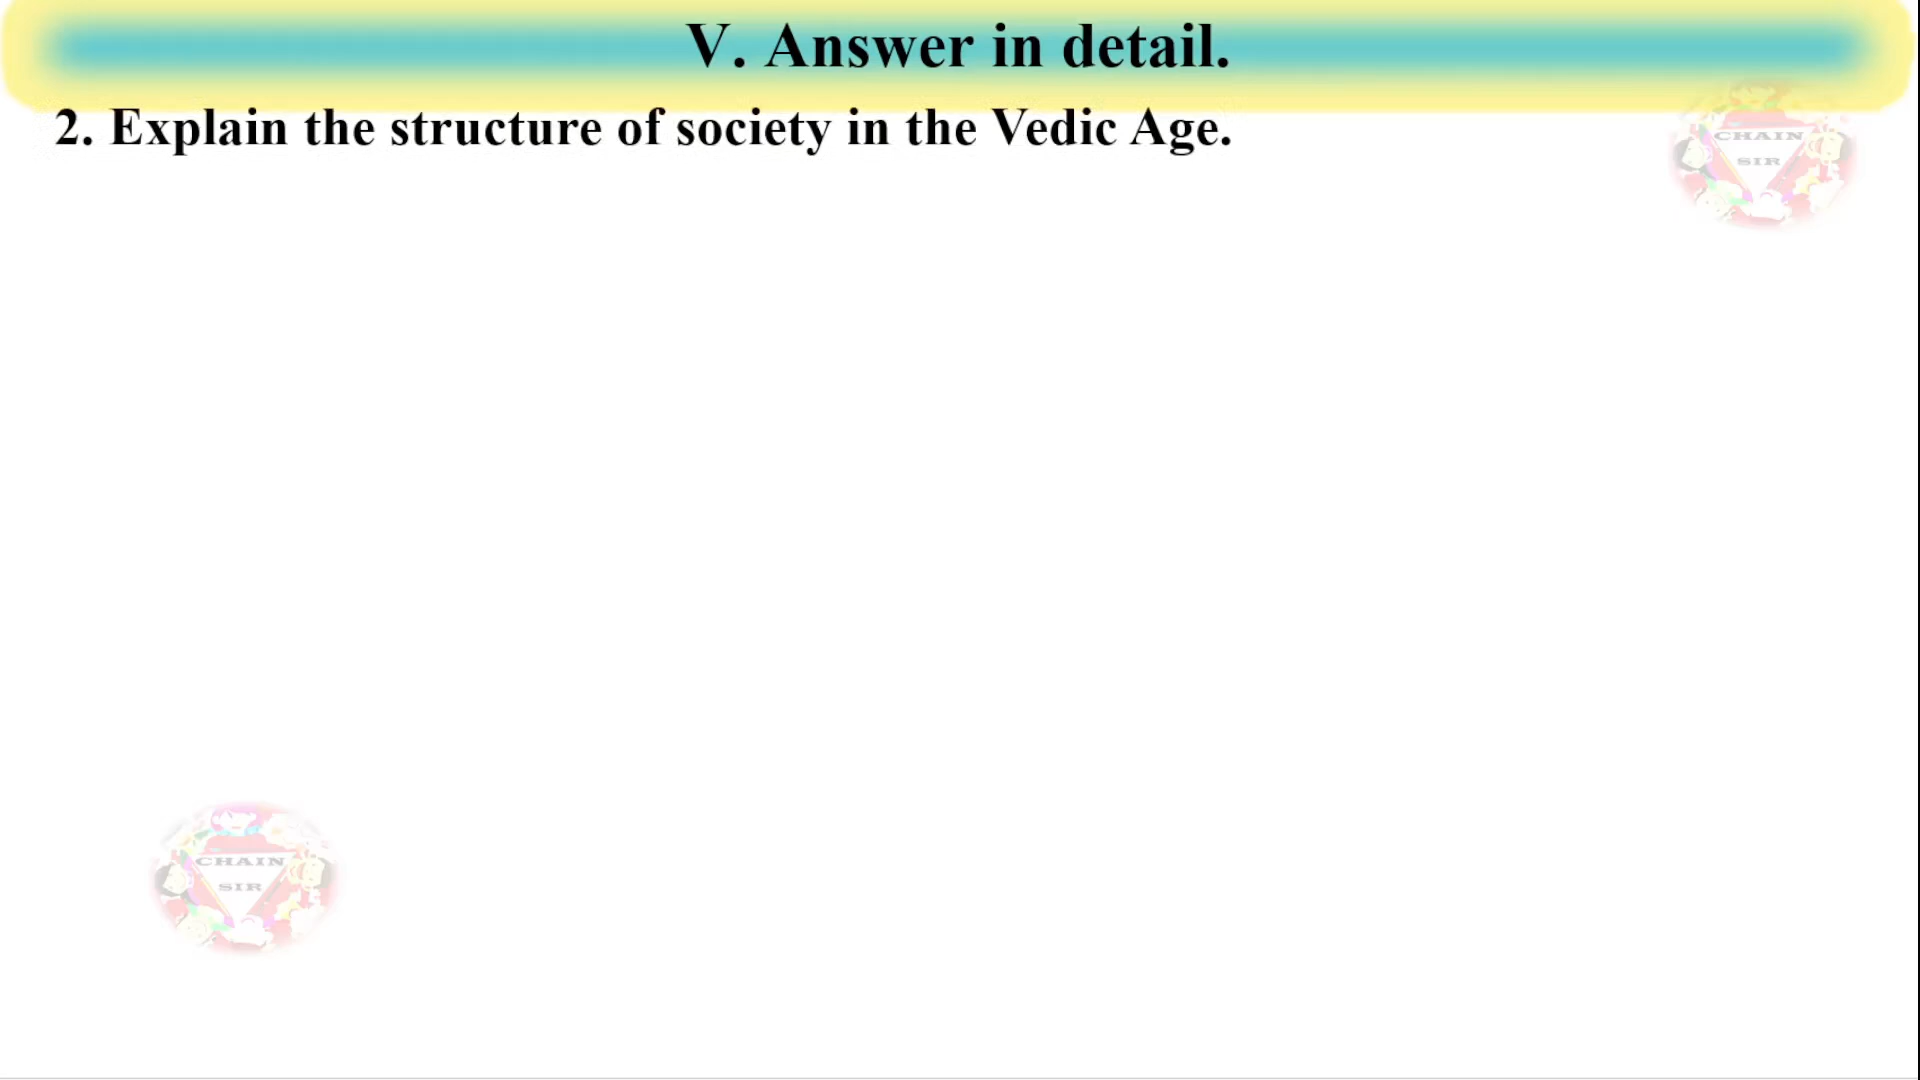 V. Answer in detail.
2. Explain the structure of society in the Vedic Age.
CHAIN
SIR
CHAIN
SIR